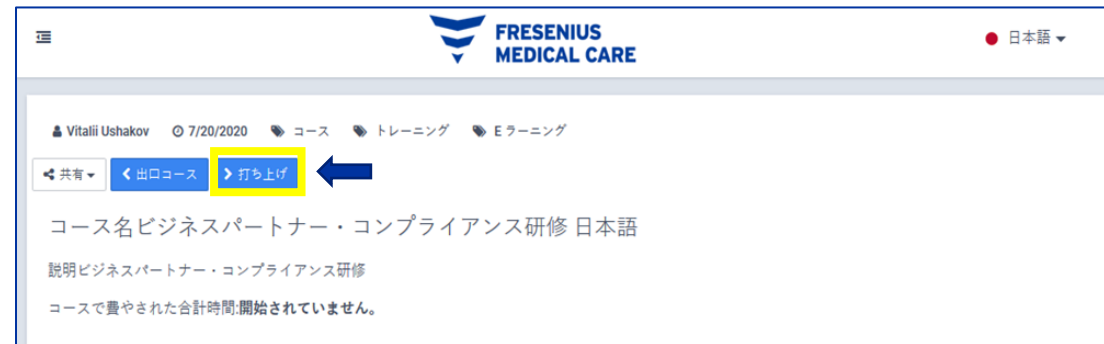 FRESENIUS
MEDICAL CARE
日本語
Vitalii Ushakov 7/20/2020 コース トレーニング E ラーニング
共有 出口コース 打ち上げ
コース名ビジネスパートナー・コンプライアンス研修 日本語
説明ビジネスパートナー・コンプライアンス研修
コースで費やされた合計時間:開始されていません。